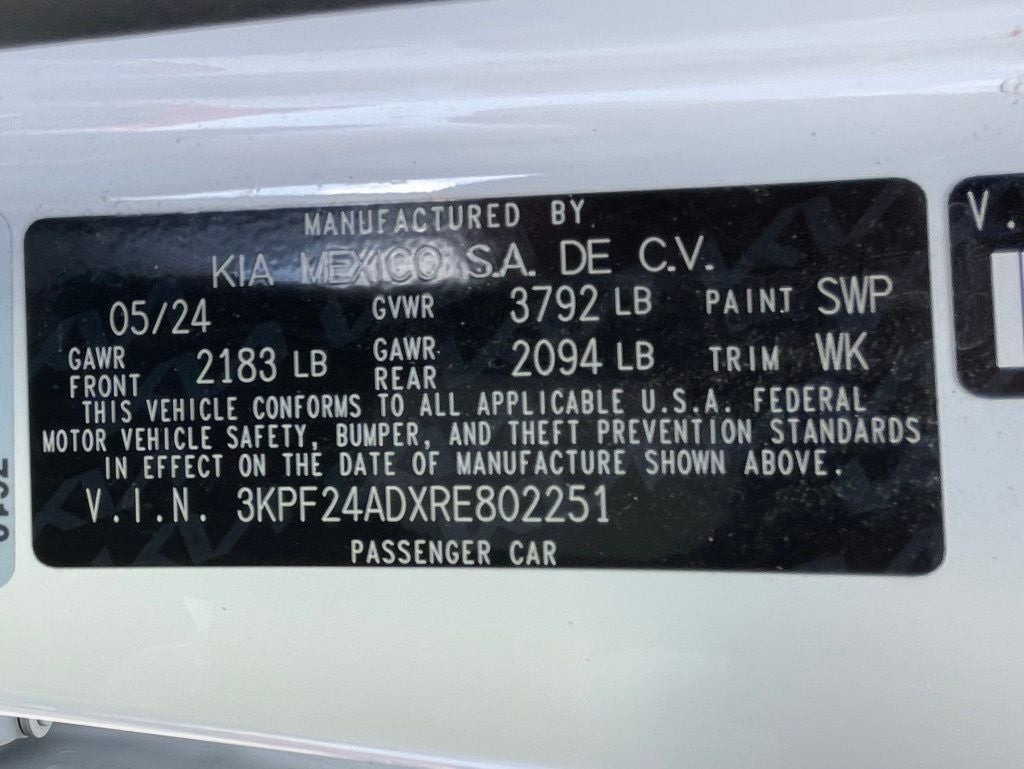 MANUFACTURED BY
KIA MEXICO S.A. DE C.V.
05/24 GVWR 3792 LB PAINT SWP
GAWR FRONT 2183 LB GAWR REAR 2094 LB TRIM WK
THIS VEHICLE CONFORMS TO ALL APPLICABLE U.S.A. FEDERAL
MOTOR VEHICLE SAFETY, BUMPER, AND THEFT PREVENTION STANDARDS
IN EFFECT ON THE DATE OF MANUFACTURE SHOWN ABOVE.
V.I.N. 3KPF24ADXRE802251
PASSENGER CAR
V.